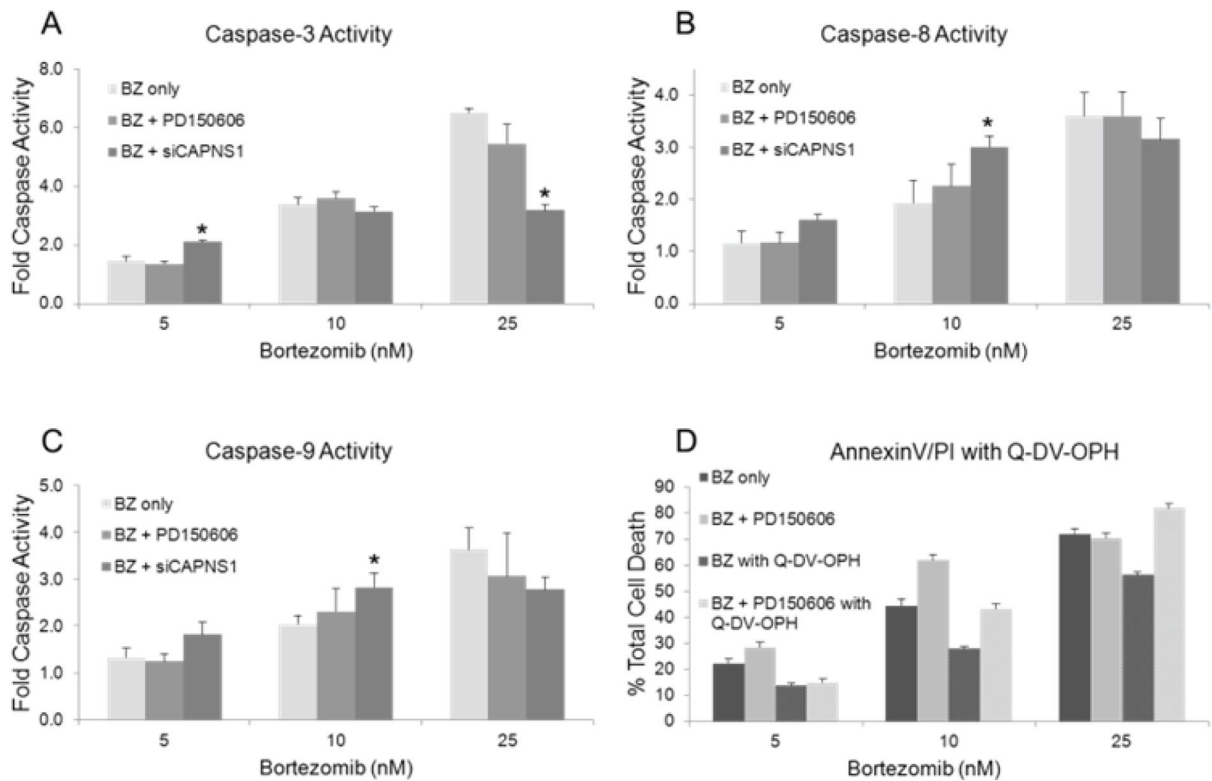 A
Caspase-3 Activity
Fold Caspase Activity
8.0
6.0
4.0
2.0
0.0
BZ only
BZ + PD150606
BZ + siCAPNS1
*
*
5
10
25
Bortezomib (nM)
B
Caspase-8 Activity
Fold Caspase Activity
4.0
3.0
2.0
1.0
0.0
BZ only
BZ + PD150606
BZ + siCAPNS1
*
5
10
25
Bortezomib (nM)
C
Caspase-9 Activity
Fold Caspase Activity
5.0
4.0
3.0
2.0
1.0
0.0
BZ only
BZ + PD150606
BZ + siCAPNS1
*
5
10
25
Bortezomib (nM)
D
AnnexinV/PI with Q-DV-OPH
% Total Cell Death
90
80
70
60
50
40
30
20
10
0
BZ only
BZ + PD150606
BZ with Q-DV-OPH
BZ + PD150606 with
Q-DV-OPH
5
10
25
Bortezomib (nM)